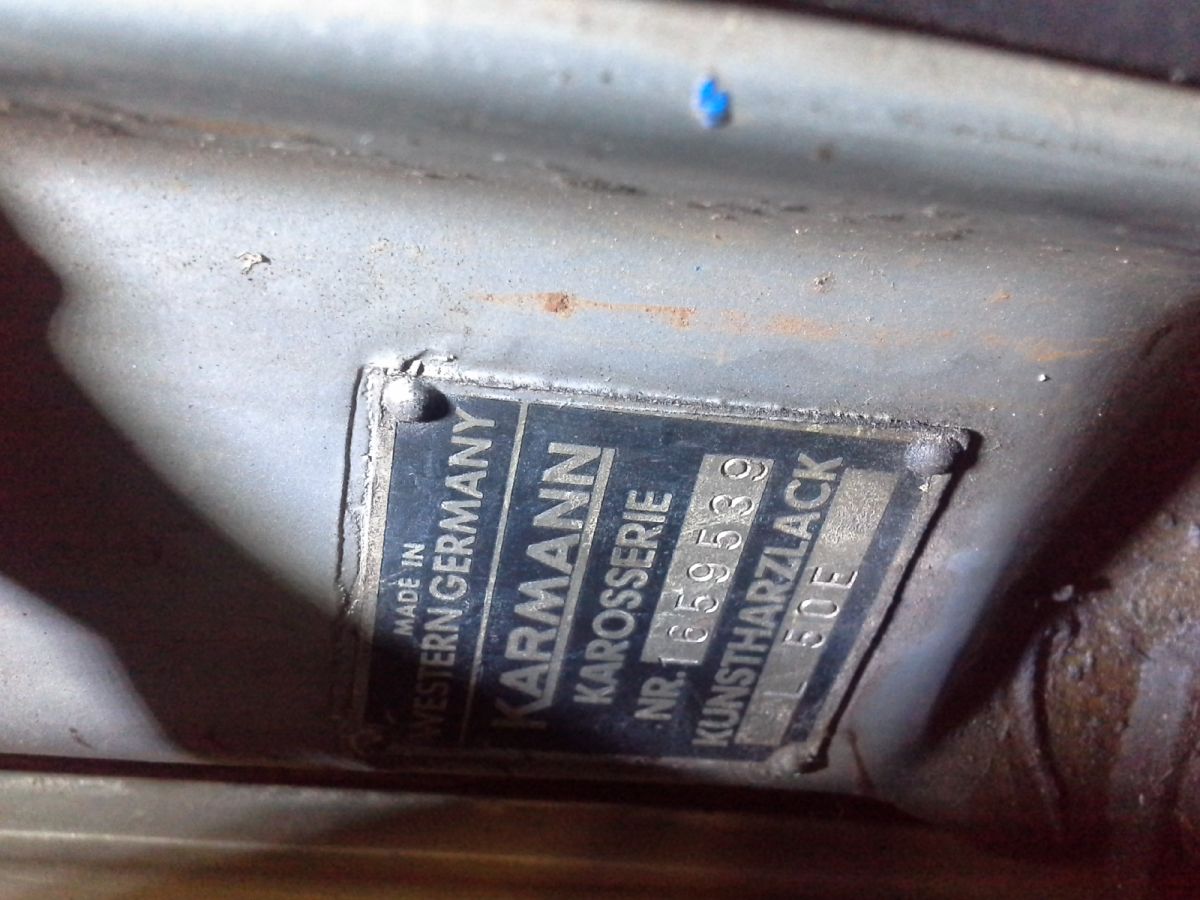 MADE IN
WESTERN GERMANY
KARMANN
KAROSSERIE
NR. 1659539
KUNSTHARZLACK
L 50E